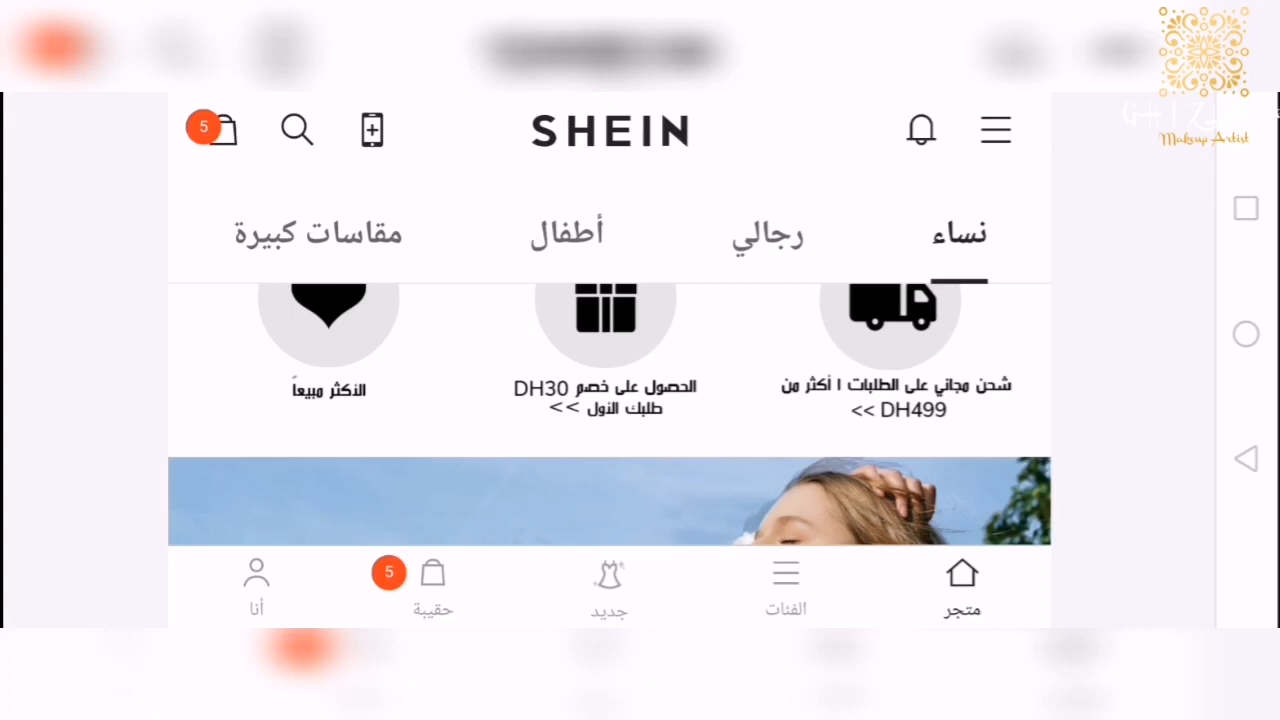 5
SHEIN
Makeup Artist
نساء
رجالي
أطفال
مقاسات كبيرة
شحن مجاني على الطلبات ا أكثر من
DH499 >>
الحصول على خصم DH30
طلبك الأول >>
الأكثر مبيعاً
متجر
الفئات
جديد
5
حقيبة
أنا